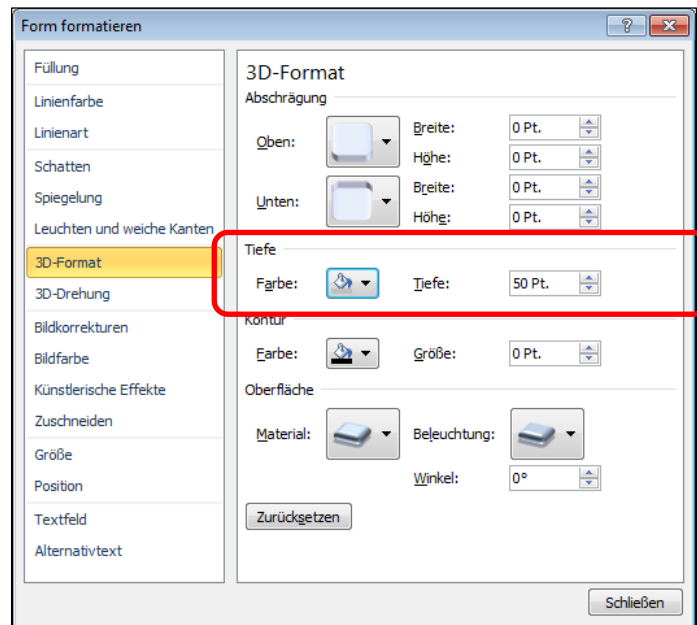 Form formatieren
Füllung
Linienfarbe
Linienart
Schatten
Spiegelung
Leuchten und weiche Kanten
3D-Format
3D-Drehung
Bildkorrekturen
Bildfarbe
Künstlerische Effekte
Zuschneiden
Größe
Position
Textfeld
Alternativtext
3D-Format
Abschrägung
Oben:
Breite: 0 Pt.
Höhe: 0 Pt.
Unten:
Breite: 0 Pt.
Höhe: 0 Pt.
Tiefe
Farbe: Tiefe: 50 Pt.
Kontur
Farbe: Größe: 0 Pt.
Oberfläche
Material: Beleuchtung:
Winkel: 0°
Zurücksetzen
Schließen